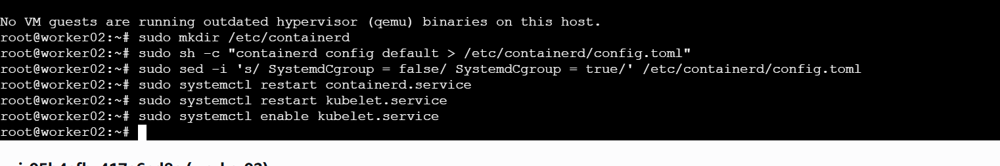 No VM guests are running outdated hypervisor (qemu) binaries on this host.
root@worker02:~# sudo mkdir /etc/containerd
root@worker02:~# sudo sh -c "containerd config default > /etc/containerd/config.toml"
root@worker02:~# sudo sed -i 's/ SystemdCgroup = false/ SystemdCgroup = true/' /etc/containerd/config.toml
root@worker02:~# sudo systemctl restart containerd.service
root@worker02:~# sudo systemctl restart kubelet.service
root@worker02:~# sudo systemctl enable kubelet.service
root@worker02:~#